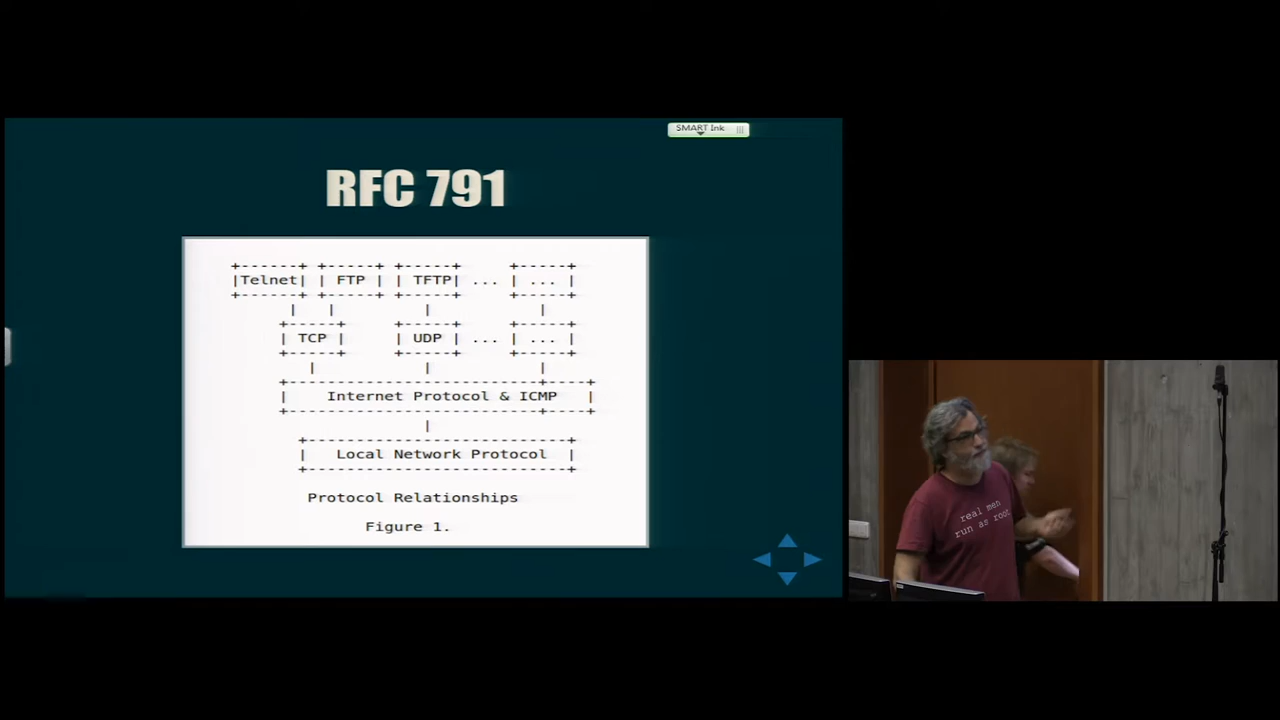 SMART Ink
RFC 791
+------+ +-----+ +------+     +-----+
|Telnet| | FTP | | TFTP| ... | ... |
+------+ +-----+ +------+     +-----+
|   |         |           |
+-----+     +------+     +-----+
| TCP |     | UDP | ... | ... |
+-----+     +------+     +-----+
|           |           |
+---------------------------+-----+
|    Internet Protocol & ICMP   |
+---------------------------+-----+
|
+----------------------------+
|   Local Network Protocol  |
+----------------------------+
Protocol Relationships
Figure 1.
real men
run as root